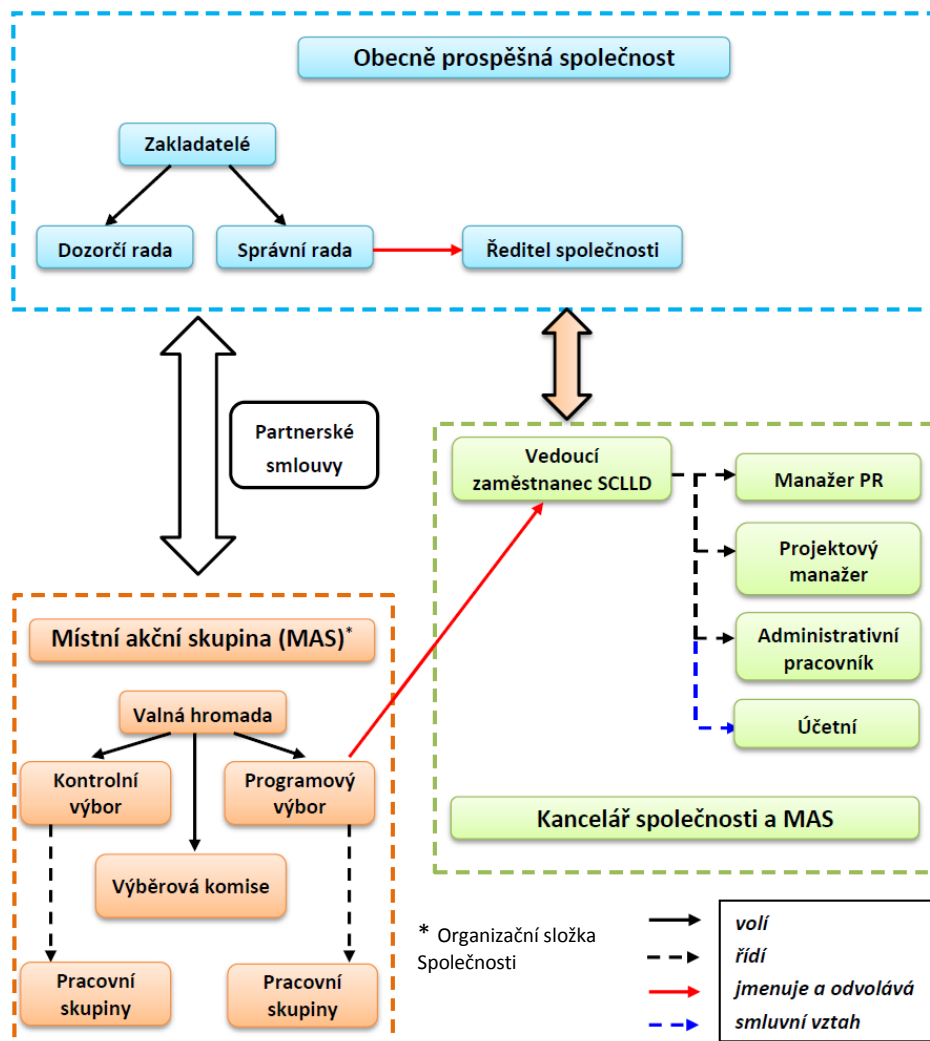 Obecně prospěšná společnost
Zakladatelé
Dozorčí rada
Správní rada
Ředitel společnosti
Partnerské
smlouvy
Vedoucí
zaměstnanec SCLLD
Manažer PR
Projektový
manažer
Administrativní
pracovník
Účetní
Kancelář společnosti a MAS
Místní akční skupina (MAS)*
Valná hromada
Kontrolní
výbor
Programový
výbor
Výběrová komise
Pracovní
skupiny
Pracovní
skupiny
* Organizační složka
Společnosti
volí
řídí
jmenuje a odvolává
smluvní vztah